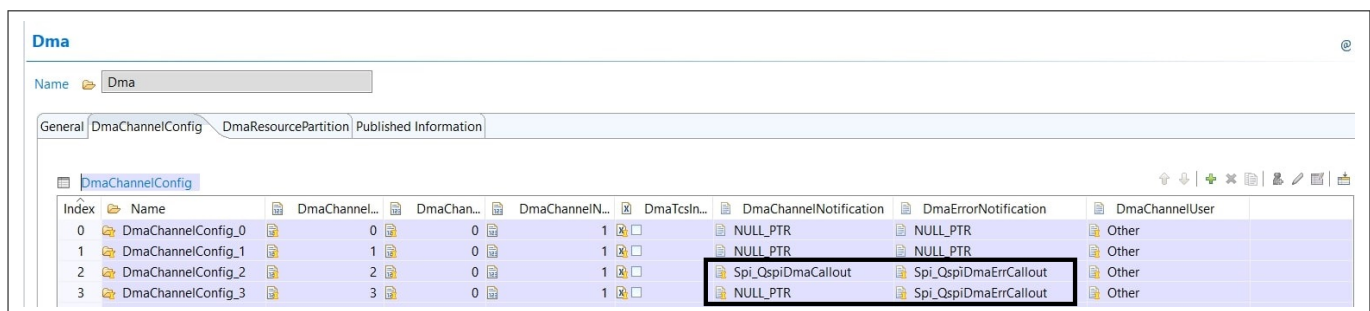 Dma
@
Name Dma
General DmaChannelConfig DmaResourcePartition Published Information
DmaChannelConfig
Index Name DmaChannel... DmaChan... DmaChannelN... DmaTcsIn... DmaChannelNotification DmaErrorNotification DmaChannelUser
0 DmaChannelConfig_0 0 0 1 NULL_PTR NULL_PTR Other
1 DmaChannelConfig_1 1 0 1 NULL_PTR NULL_PTR Other
2 DmaChannelConfig_2 2 0 1 Spi_QspiDmaCallout Spi_QspiDmaErrCallout Other
3 DmaChannelConfig_3 3 0 1 NULL_PTR Spi_QspiDmaErrCallout Other